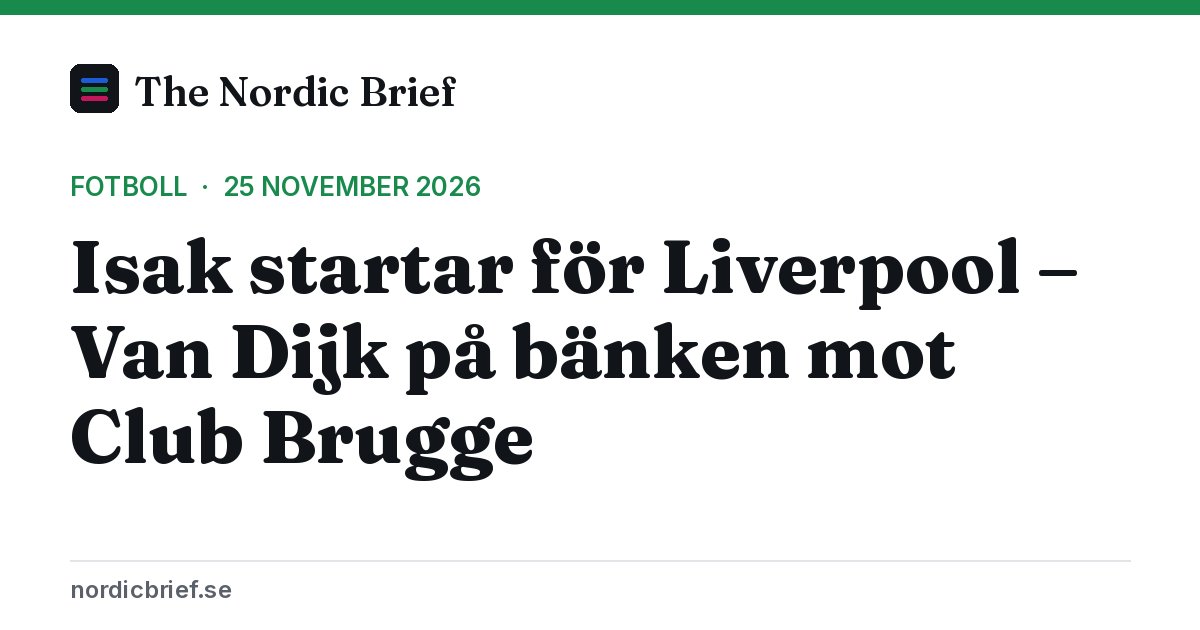 The Nordic Brief
FOTBOLL · 25 NOVEMBER 2026
Isak startar för Liverpool –
Van Dijk på bänken mot
Club Brugge
nordicbrief.se